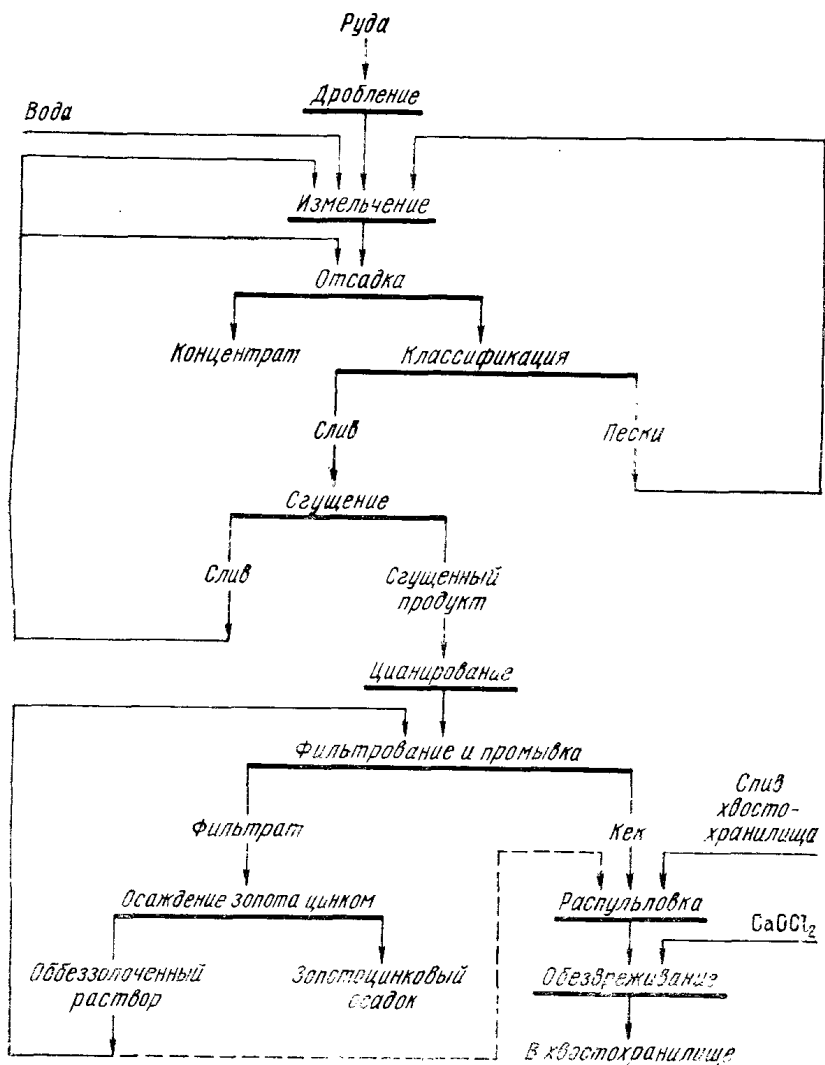 Руда
Дробление
Вода
Измельчение
Отсадка
Концентрат
Классификация
Слив
Пески
Сгущение
Слив
Сгущенный
продукт
Цианирование
Фильтрование и промывка
Слив
хвосто-
хранилища
Фильтрат
Кек
Осаждение золота цинком
Распульповка
CaOCl₂
Оббеззолоченный
раствор
Золотоцинковый
осадок
Обезвреживание
В хвостохранилище